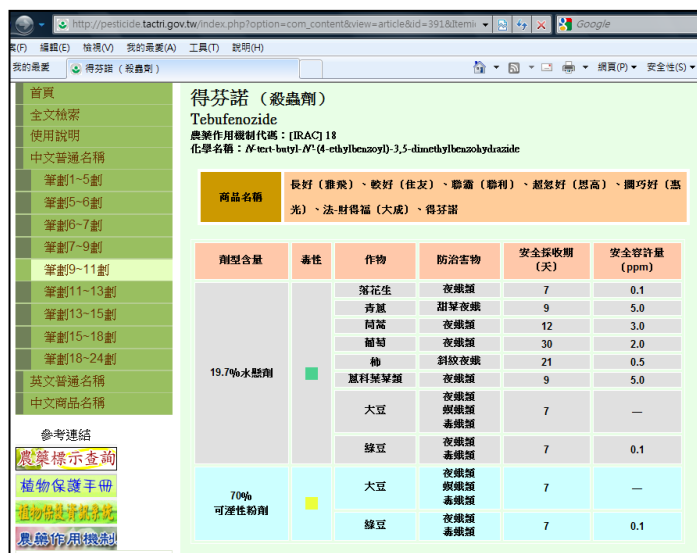 http://pesticide.tactri.gov.tw/index.php?option=com_content&view=article&id=391&Itemi
Google
(F) 編輯(E) 檢視(V) 我的最愛(A) 工具(T) 說明(H)
我的最愛
得芬諾（殺蟲劑）
網頁(P)
安全性(S)
首頁
全文檢索
使用說明
中文普通名稱
筆劃1~5劃
筆劃5~6劃
筆劃6~7劃
筆劃7~9劃
筆劃9~11劃
筆劃11~13劃
筆劃13~15劃
筆劃15~18劃
筆劃18~24劃
英文普通名稱
中文商品名稱
參考連結
農藥標示查詢
植物保護手冊
植物保護資訊系統
農藥作用機制
得芬諾（殺蟲劑）
Tebufenozide
農藥作用機制代碼：[IRAC] 18
化學名稱：N-tert-butyl-N'-(4-ethylbenzoyl)-3,5-dimethylbenzohydrazide
商品名稱
長好（雅飛）、較好（住友）、聯霸（聯利）、越忽好（恩高）、擱巧好（惠
光）、法-財得福（大成）、得芬諾
劑型含量 毒性 作物 防治害物 安全採收期（天） 安全容許量（ppm）
19.7%水懸劑
落花生 夜蛾類 7 0.1
青蔥 甜菜夜蛾 9 5.0
茼蒿 夜蛾類 12 3.0
葡萄 夜蛾類 30 2.0
柿 斜紋夜蛾 21 0.5
蔥科葉菜類 夜蛾類 9 5.0
夜蛾類
大豆 螟蛾類 7 —
毒蛾類
綠豆 夜蛾類 7 0.1
毒蛾類
70%
可溼性粉劑
夜蛾類
大豆 螟蛾類 7 —
毒蛾類
綠豆 夜蛾類 7 0.1
毒蛾類